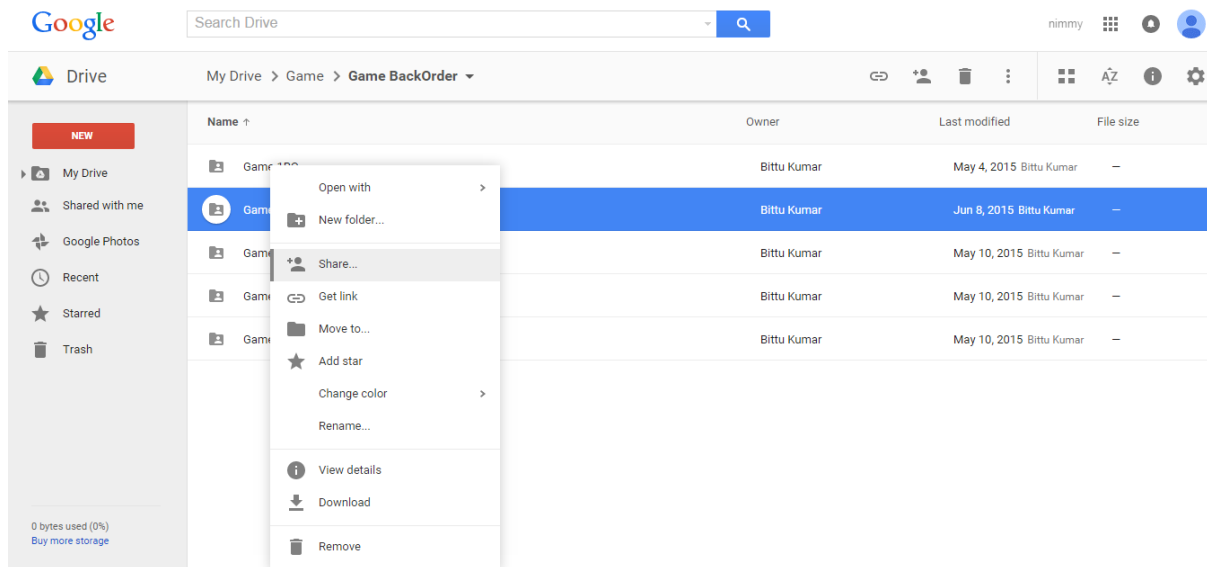 Google
Search Drive
nimmy
Drive
My Drive > Game > Game BackOrder
Name ↑ Owner Last modified File size
NEW
My Drive
Shared with me
Google Photos
Recent
Starred
Trash
0 bytes used (0%)
Buy more storage
Game Bittu Kumar May 4, 2015 Bittu Kumar —
Game Bittu Kumar Jun 8, 2015 Bittu Kumar —
Game Bittu Kumar May 10, 2015 Bittu Kumar —
Game Bittu Kumar May 10, 2015 Bittu Kumar —
Game Bittu Kumar May 10, 2015 Bittu Kumar —
Open with
New folder...
Share...
Get link
Move to...
Add star
Change color
Rename...
View details
Download
Remove